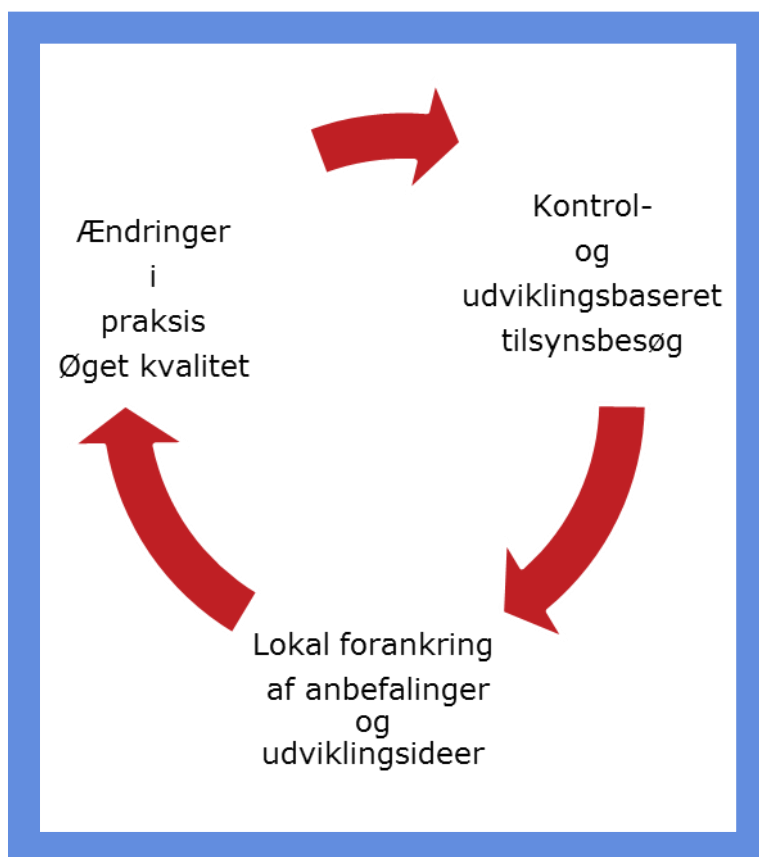 Kontrol-
og
udviklingsbaseret
tilsynsbesøg
Lokal forankring
af anbefalinger
og
udviklingsideer
Ændringer
i
praksis
Øget kvalitet